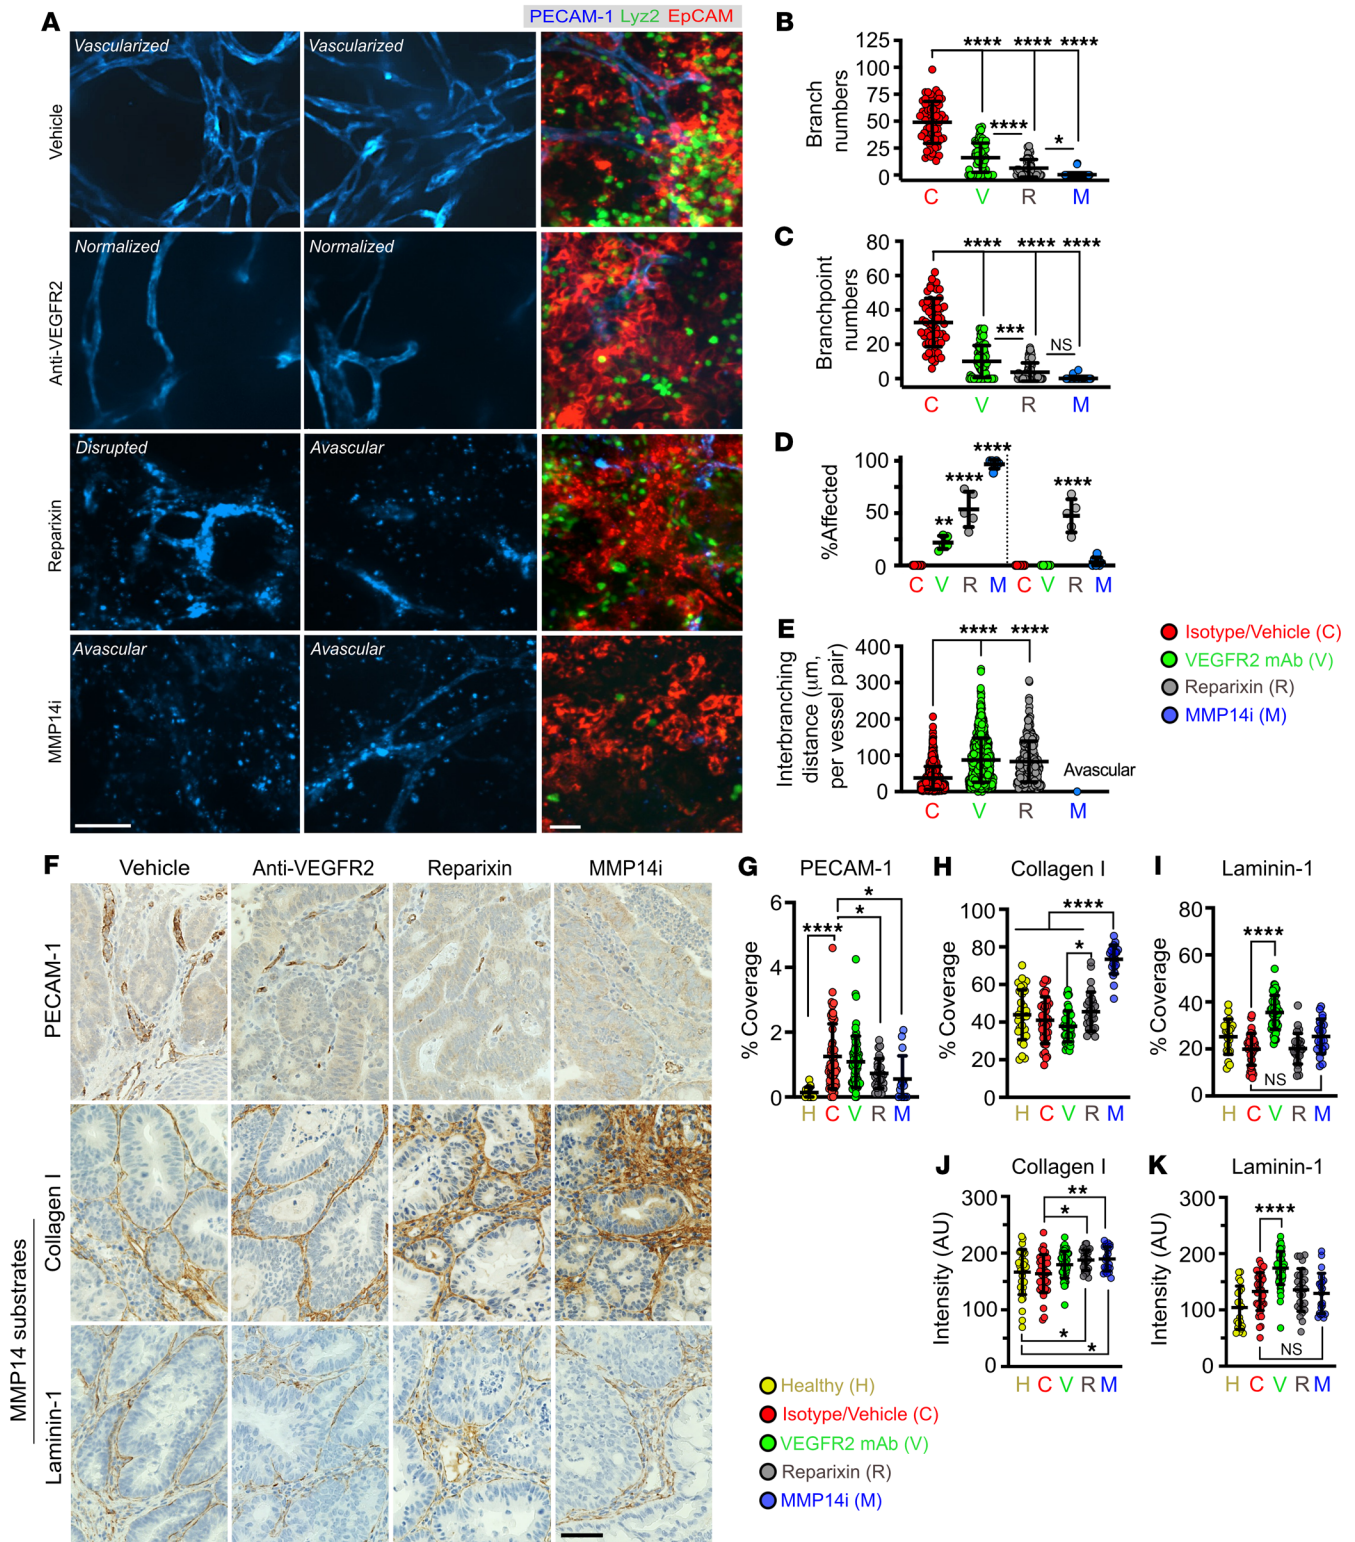 A
PECAM-1 Lyz2 EpCAM
Vehicle
Vascularized
Vascularized
Anti-VEGFR2
Normalized
Normalized
Reparixin
Disrupted
Avascular
MMP14i
Avascular
Avascular
B
Branch
numbers
125
100
75
50
25
0
**** **** ****
****
*
C V R M
C
Branchpoint
numbers
80
60
40
20
0
**** **** ****
***
NS
C V R M
D
%Affected
100
50
0
**
****
****
****
C V R M C V R M
E
Interbranching
distance (μm,
per vessel pair)
400
300
200
100
0
**** ****
Avascular
C V R M
Isotype/Vehicle (C)
VEGFR2 mAb (V)
Reparixin (R)
MMP14i (M)
F
Vehicle Anti-VEGFR2 Reparixin MMP14i
PECAM-1
MMP14 substrates
Collagen I
Laminin-1
G
PECAM-1
% Coverage
6
4
2
0
*
*
****
H C V R M
H
Collagen I
% Coverage
100
80
60
40
20
0
****
*
H C V R M
I
Laminin-1
% Coverage
80
60
40
20
0
****
NS
H C V R M
J
Collagen I
Intensity (AU)
300
200
100
0
**
*
*
*
H C V R M
K
Laminin-1
Intensity (AU)
300
200
100
0
****
NS
H C V R M
Healthy (H)
Isotype/Vehicle (C)
VEGFR2 mAb (V)
Reparixin (R)
MMP14i (M)